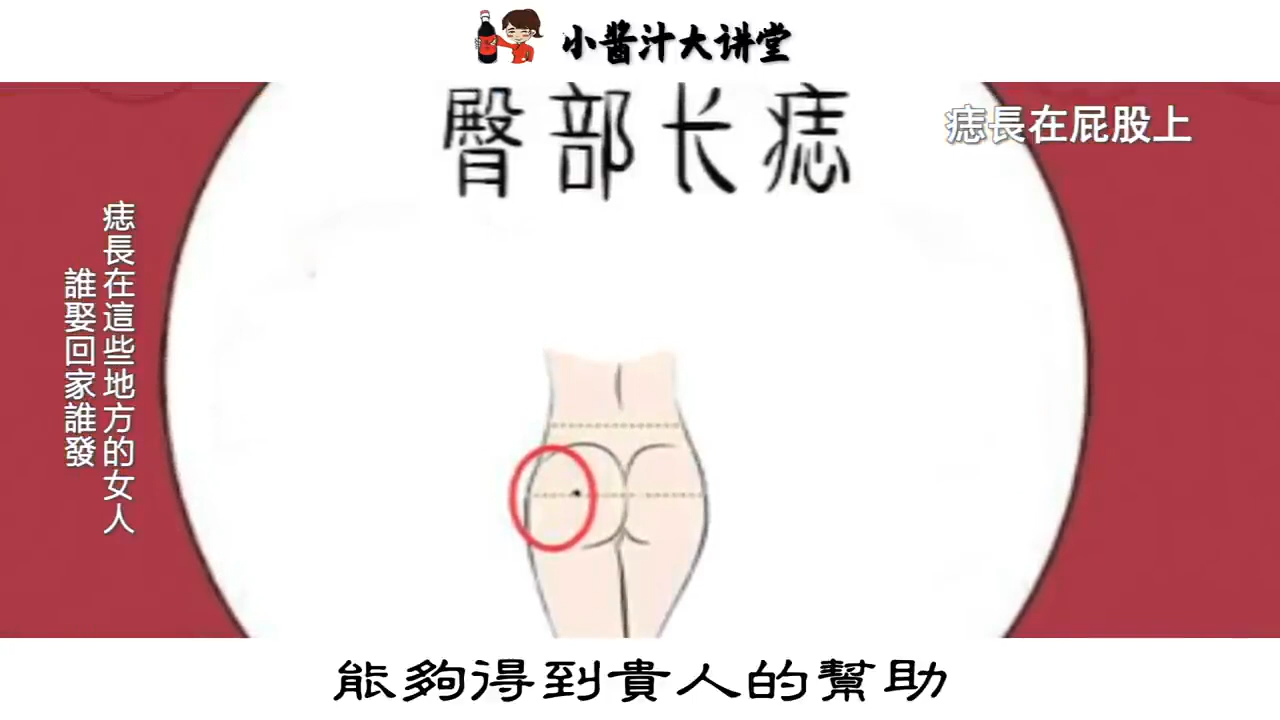 小酱汁大讲堂
臀部长痣
痣長在屁股上
痣長在這些地方的女人
誰娶回家誰發
能夠得到貴人的幫助